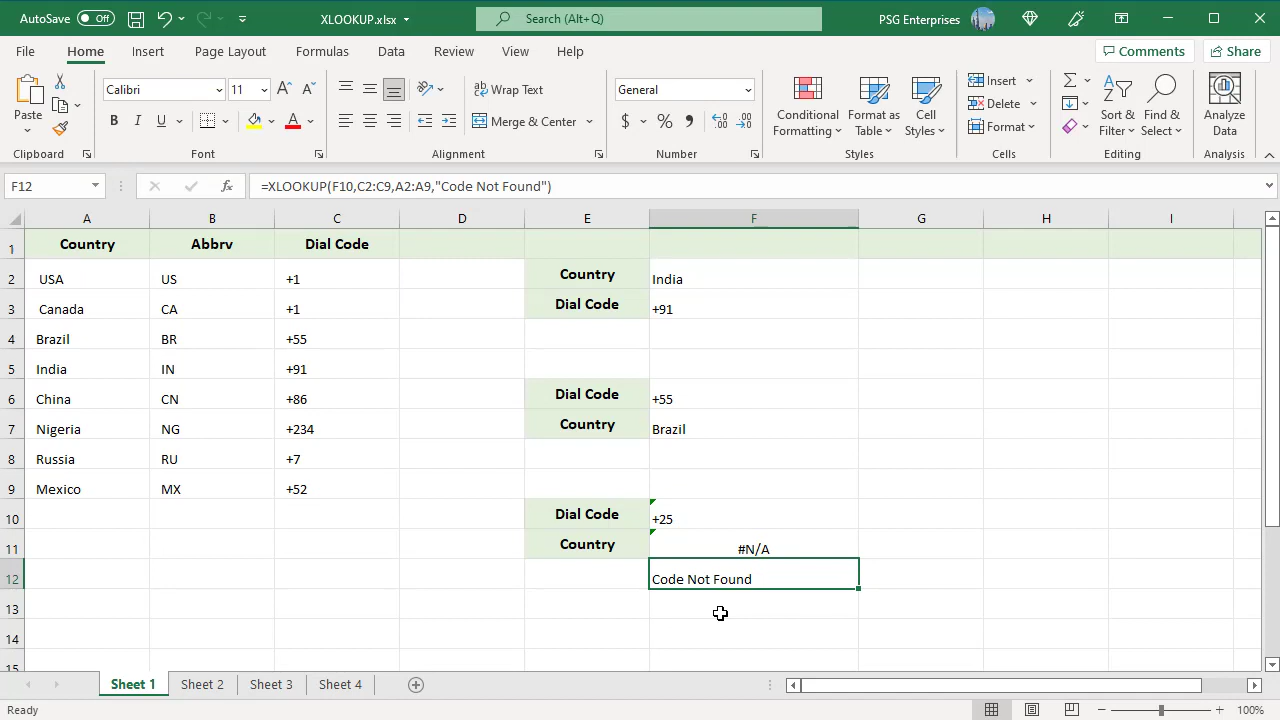 AutoSave Off XLOOKUP.xlsx Search (Alt+Q) PSG Enterprises
File Home Insert Page Layout Formulas Data Review View Help Comments Share
Paste Calibri 11 Wrap Text General Conditional Formatting Format as Table Cell Styles Insert Sort & Filter Find & Select Analyze Data
B I U Merge & Center $ % Delete
Format
Clipboard Font Alignment Number Styles Cells Editing Analysis
F12 fx =XLOOKUP(F10,C2:C9,A2:A9,"Code Not Found")
A B C D E F G H I
1 Country Abbrv Dial Code
2 USA US +1 Country India
3 Canada CA +1 Dial Code +91
4 Brazil BR +55
5 India IN +91
6 China CN +86 Dial Code +55
7 Nigeria NG +234 Country Brazil
8 Russia RU +7
9 Mexico MX +52
10 Dial Code +25
11 Country #N/A
12 Code Not Found
13
14
15
Sheet 1 Sheet 2 Sheet 3 Sheet 4
Ready 100%